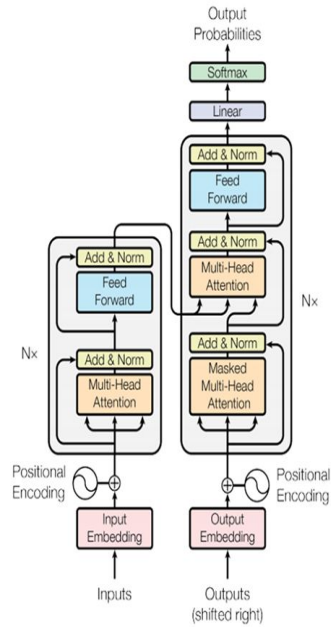 Output
Probabilities
Softmax
Linear
Add & Norm
Feed
Forward
Add & Norm
Multi-Head
Attention
Add & Norm
Masked
Multi-Head
Attention
N×
Add & Norm
Feed
Forward
Add & Norm
Multi-Head
Attention
N×
Positional
Encoding
Positional
Encoding
Input
Embedding
Output
Embedding
Inputs
Outputs
(shifted right)